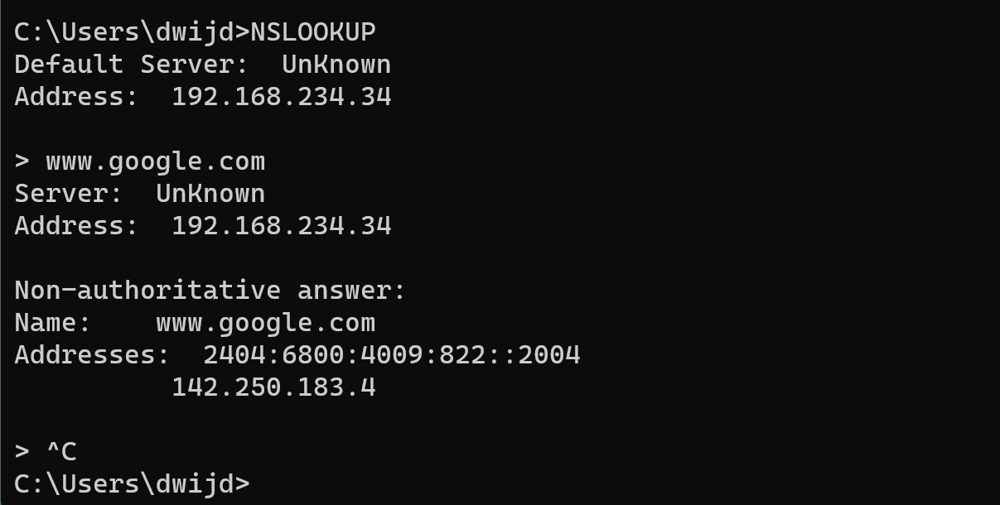 C:\Users\dwijd>NSLOOKUP
Default Server:  UnKnown
Address:  192.168.234.34

> www.google.com
Server:  UnKnown
Address:  192.168.234.34

Non-authoritative answer:
Name:    www.google.com
Addresses:  2404:6800:4009:822::2004
          142.250.183.4

> ^C
C:\Users\dwijd>